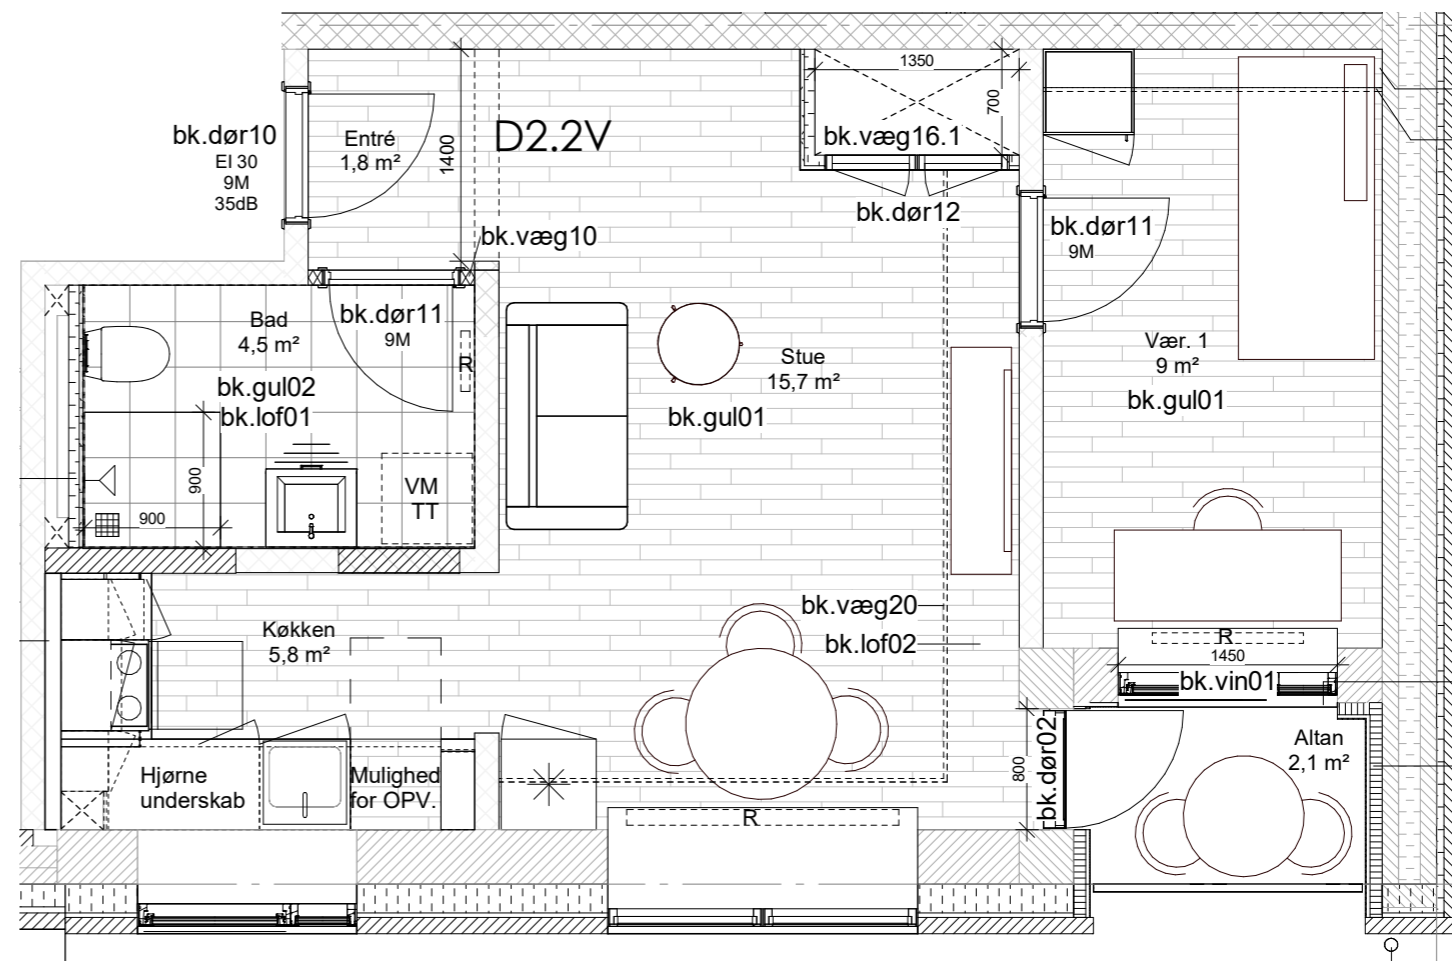 1350
700
bk.væg16.1
bk.dør12
D2.2V
bk.dør10
EI 30
9M
35dB
Entré
1,8 m²
1400
bk.væg10
bk.dør11
9M
Bad
4,5 m²
bk.dør11
9M
R
bk.gul02
bk.lof01
900
900
VM
TT
Stue
15,7 m²
bk.gul01
Vær. 1
9 m²
bk.gul01
bk.væg20
bk.lof02
Køkken
5,8 m²
R
1450
bk.vin01
Hjørne
underskab
Mulighed
for OPV.
R
800
bk.dør02
Altan
2,1 m²